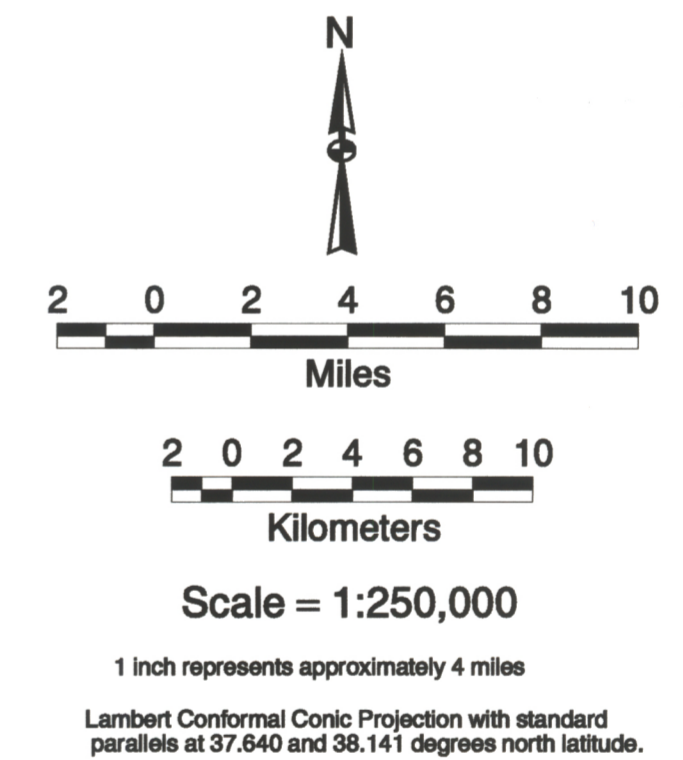 N
2 0 2 4 6 8 10
Miles
2 0 2 4 6 8 10
Kilometers
Scale = 1:250,000
1 inch represents approximately 4 miles
Lambert Conformal Conic Projection with standard
parallels at 37.640 and 38.141 degrees north latitude.